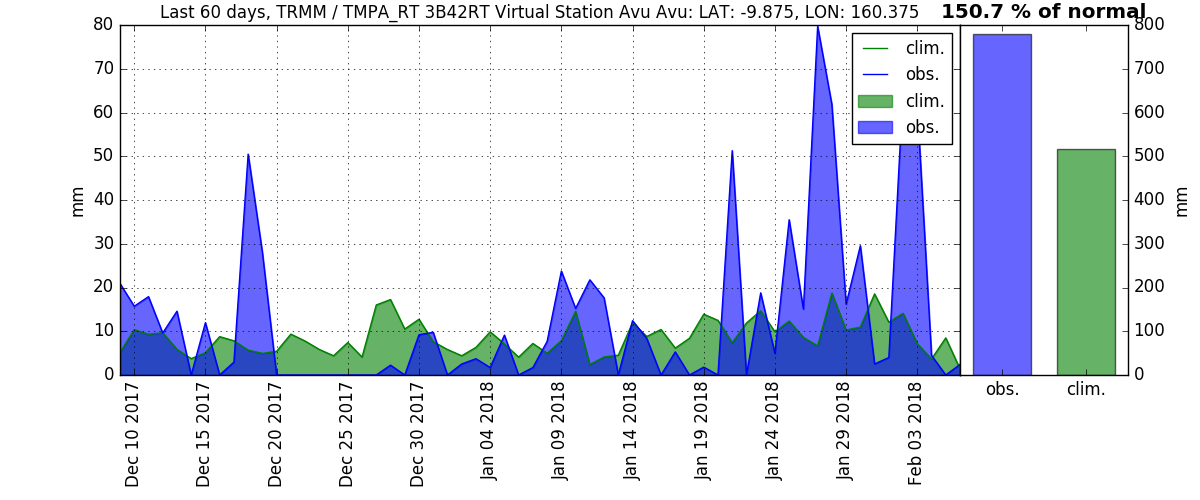 Last 60 days, TRMM / TMPA_RT 3B42RT Virtual Station Avu Avu: LAT: -9.875, LON: 160.375
150.7 % of normal
80
70
60
50
40
30
20
10
0
mm
clim.
obs.
clim.
obs.
800
700
600
500
400
300
200
100
0
mm
obs.
clim.
Dec 10 2017
Dec 15 2017
Dec 20 2017
Dec 25 2017
Dec 30 2017
Jan 04 2018
Jan 09 2018
Jan 14 2018
Jan 19 2018
Jan 24 2018
Jan 29 2018
Feb 03 2018